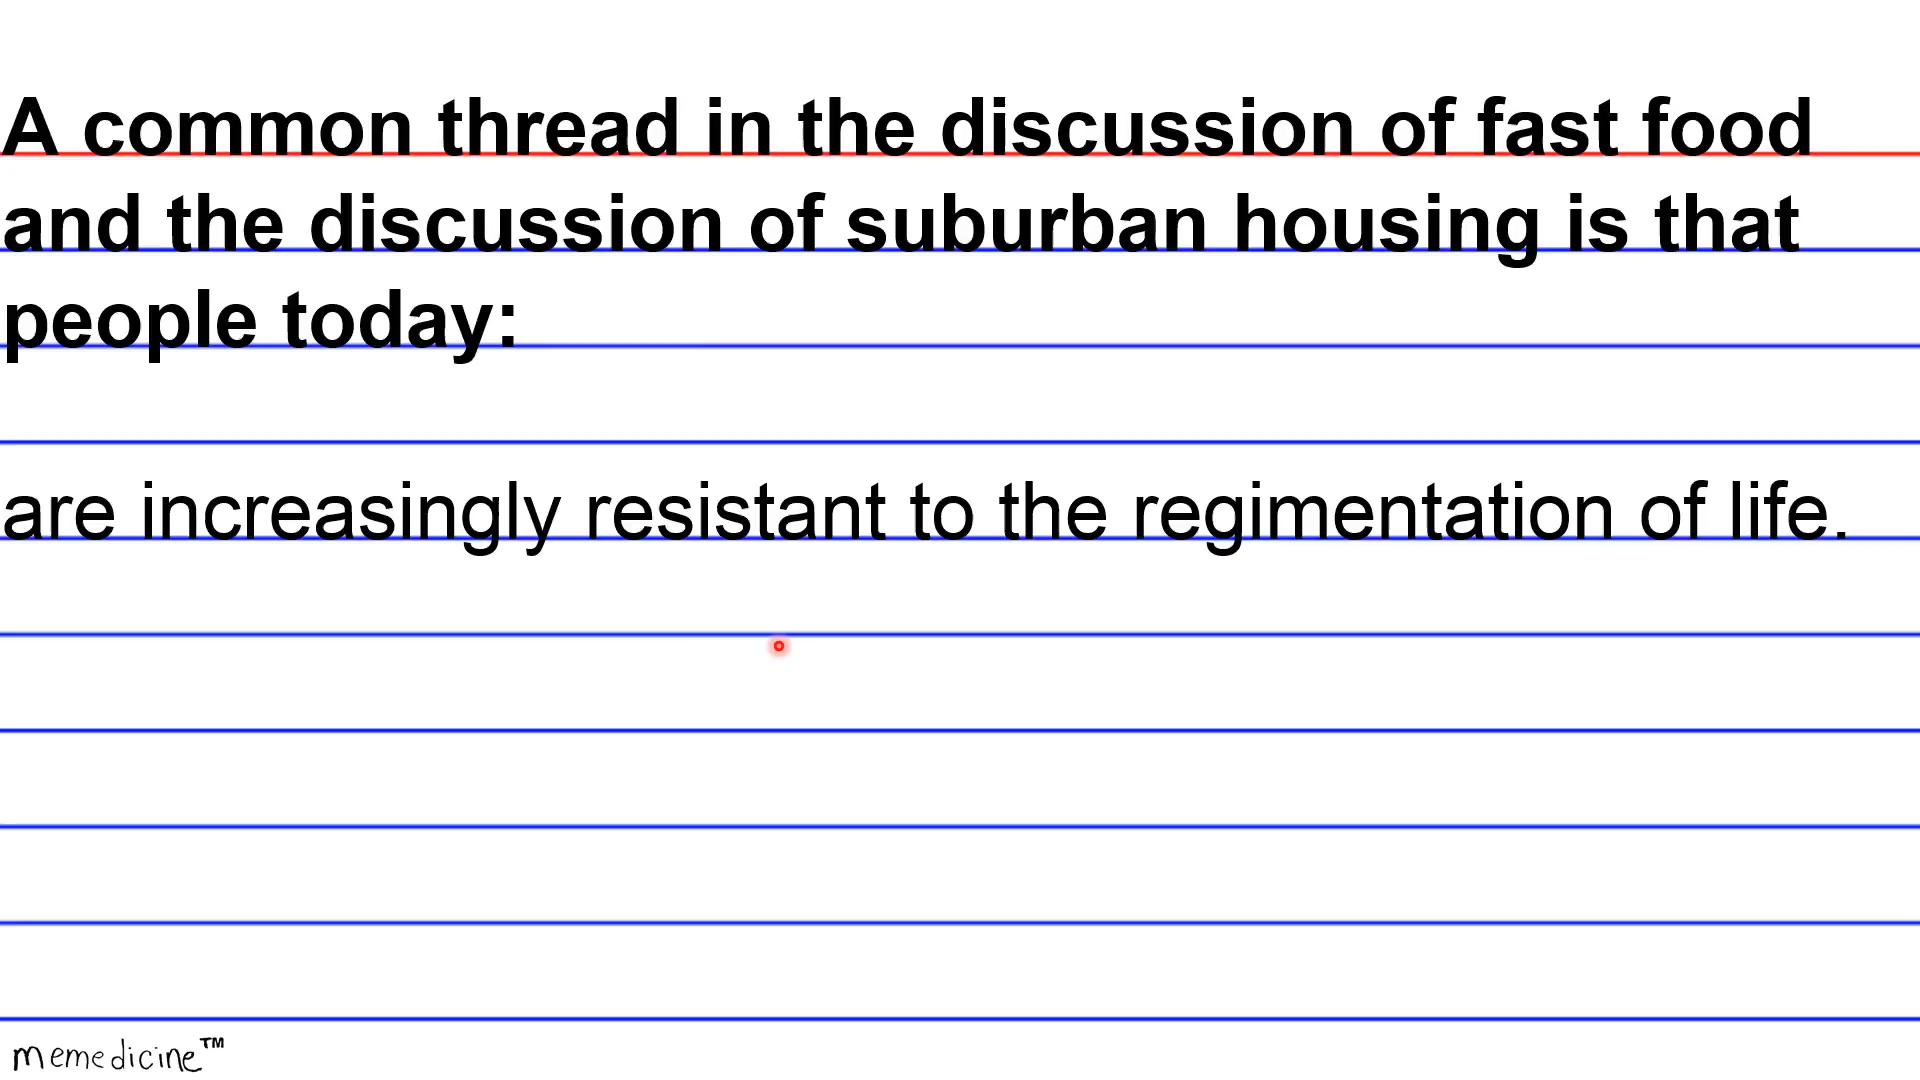 A common thread in the discussion of fast food
and the discussion of suburban housing is that
people today:
are increasingly resistant to the regimentation of life.
memedicine™